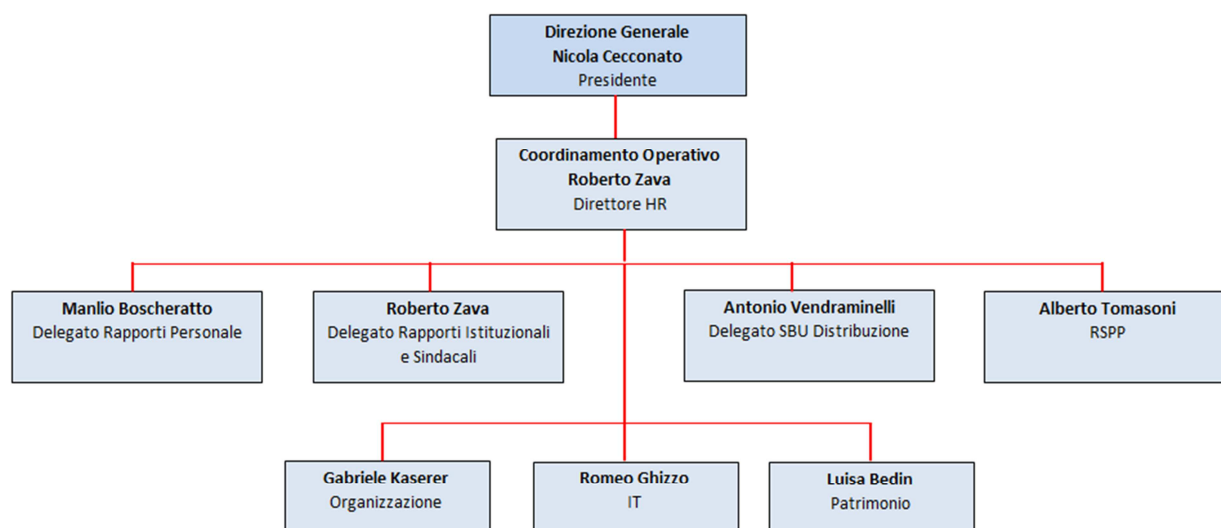 Direzione Generale
Nicola Cecconato
Presidente
Coordinamento Operativo
Roberto Zava
Direttore HR
Manlio Boscheratto
Delegato Rapporti Personale
Roberto Zava
Delegato Rapporti Istituzionali
e Sindacali
Antonio Vendraminelli
Delegato SBU Distribuzione
Alberto Tomasoni
RSPP
Gabriele Kaserer
Organizzazione
Romeo Ghizzo
IT
Luisa Bedin
Patrimonio